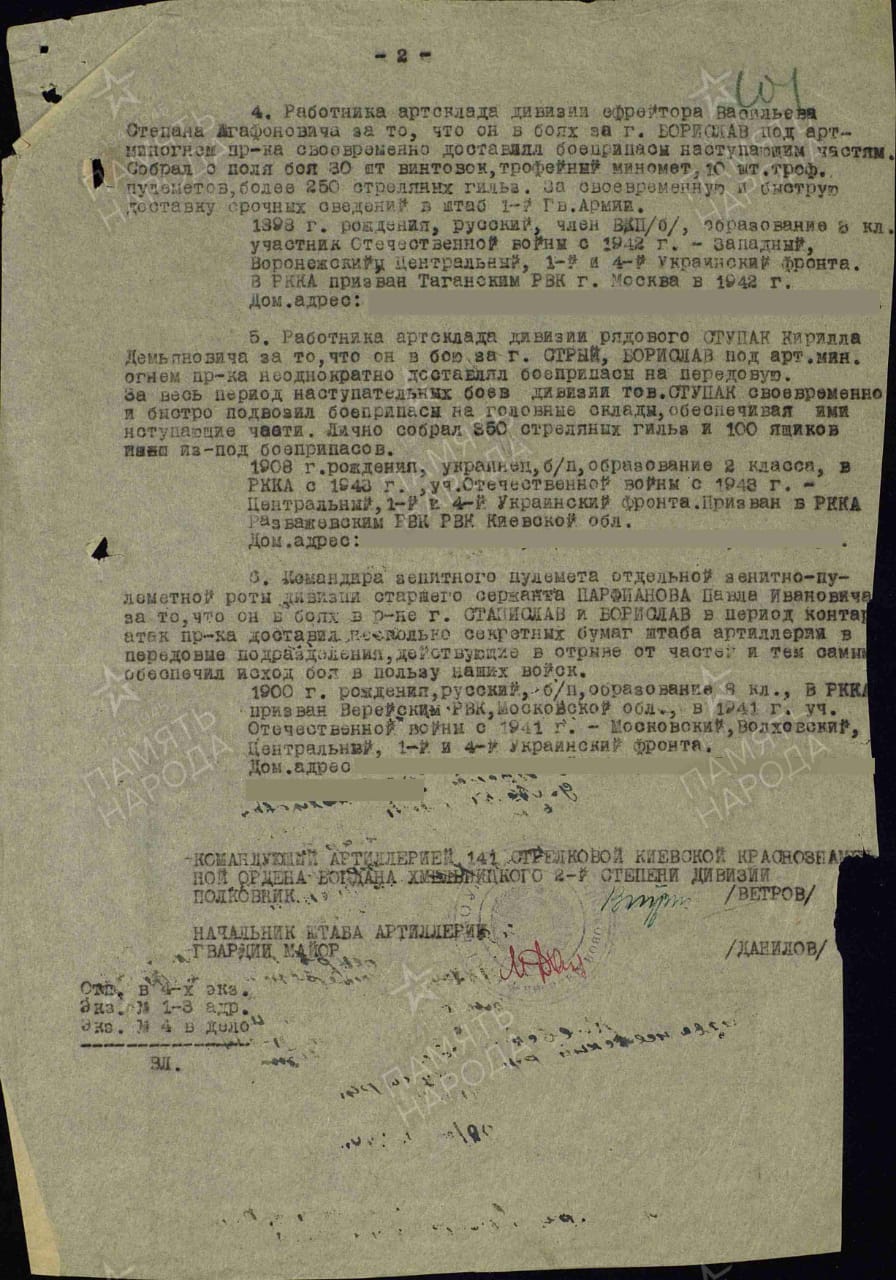 - 2 -
101
4. Работника артсклада дивизии ефрейтора Васильева
Степана Агафоновича за то, что он в боях за г. БОРИСЛАВ под арт-
миногнем пр-ка своевременно доставлял боеприпасы наступающим частям.
Собрал с поля боя 30 шт винтовок,трофейный миномет,10 шт.троф.
пулеметов,более 250 стреляных гильз. За своевременную и быструю
доставку срочных сведений в штаб 1-й Гв.Армии.
1898 г. рождения, русский, член ВКП/б/, образование 3 кл.
участник Отечественной войны с 1942 г. - Западный,
Воронежский, Центральный, 1-й и 4-й Украинский фронта.
В РККА призван Таганским РВК г. Москва в 1942 г.
Дом.адрес:
5. Работника артсклада дивизии рядового СТУПАК Кирилла
Демьяновича за то,что он в бою за г. СТРЫЙ, БОРИСЛАВ под арт.мин.
огнем пр-ка неоднократно доставлял боеприпасы на передовую.
За весь период наступательных боев дивизии тов.СТУПАК своевременно
и быстро подвозил боеприпасы на головные склады,обеспечивая ими
нступающие части. Лично собрал 350 стреляных гильз и 100 ящиков
из-под боеприпасов.
1908 г.рождения, украинец,б/п,образование 2 класса, в
РККА с 1943 г. ,уч.Отечественной войны с 1943 г. -
Центральный,1-й и 4-й Украинский фронта.Призван в РККА
Разважевским РВК РВК Киевской обл.
Дом.адрес:
6. Командира зенитного пулемета отдельной зенитно-пу-
леметной роты дивизии старшего сержанта ПАРФИАНОВА Павла Ивановича
за то,что он в боях в р-не г. СТАНИСЛАВ и БОРИСЛАВ в период контр
атак пр-ка доставил несколько секретных бумаг штаба артиллерии в
передовые подразделения,действующие в отрыве от частей и тем самым
обеспечил исход боя в пользу наших войск.
1900 г. рождения,русский, б/п,образование 8 кл., В РККА
призван Верейским РВК,Московской обл., в 1941 г. уч.
Отечественной войны с 1941 г. - Московский,Волховский,
Центральный, 1-й и 4-й Украинский фронта.
Дом.адрес
КОМАНДУЮЩИЙ АРТИЛЛЕРИЕЙ 141 СТРЕЛКОВОЙ КИЕВСКОЙ КРАСНОЗНАМЕН
НОЙ ОРДЕНА БОГДАНА ХМЕЛЬНИЦКОГО 2-й СТЕПЕНИ ДИВИЗИИ
ПОЛКОВНИК /ВЕТРОВ/
НАЧАЛЬНИК ШТАБА АРТИЛЛЕРИИ
ГВАРДИИ МАЙОР /ДАНИЛОВ/
Отп. в 4-х экз.
Экз. № 1-3 адр.
Экз. № 4 в дело
ЗЛ.
ПАМЯТЬ
НАРОДА